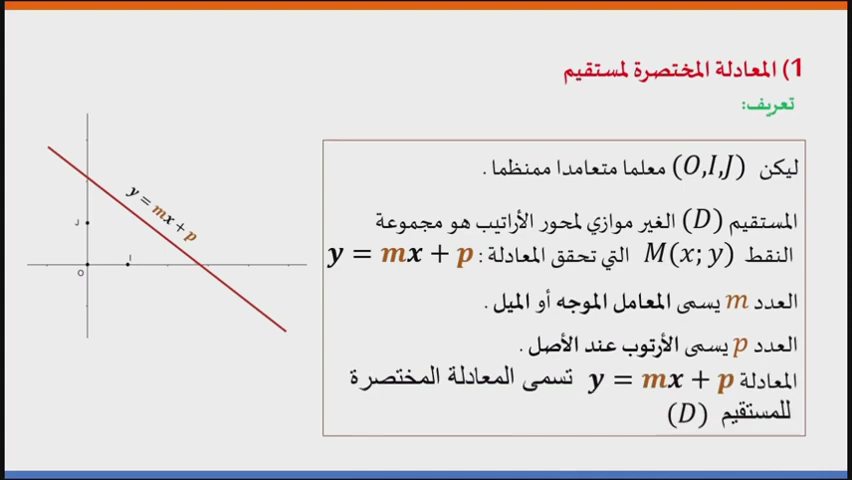 1) المعادلة المختصرة لمستقيم
تعريف:
ليكن (O,I,J) معلما متعامدا ممنظما .
المستقيم (D) الغير موازي لمحور الأراتيب هو مجموعة
النقط M(x; y) التي تحقق المعادلة : y = mx + p
العدد m يسمى المعامل الموجه أو الميل .
العدد p يسمى الأرتوب عند الأصل .
المعادلة y = mx + p تسمى المعادلة المختصرة
للمستقيم (D)
y = mx + p
J
I
O